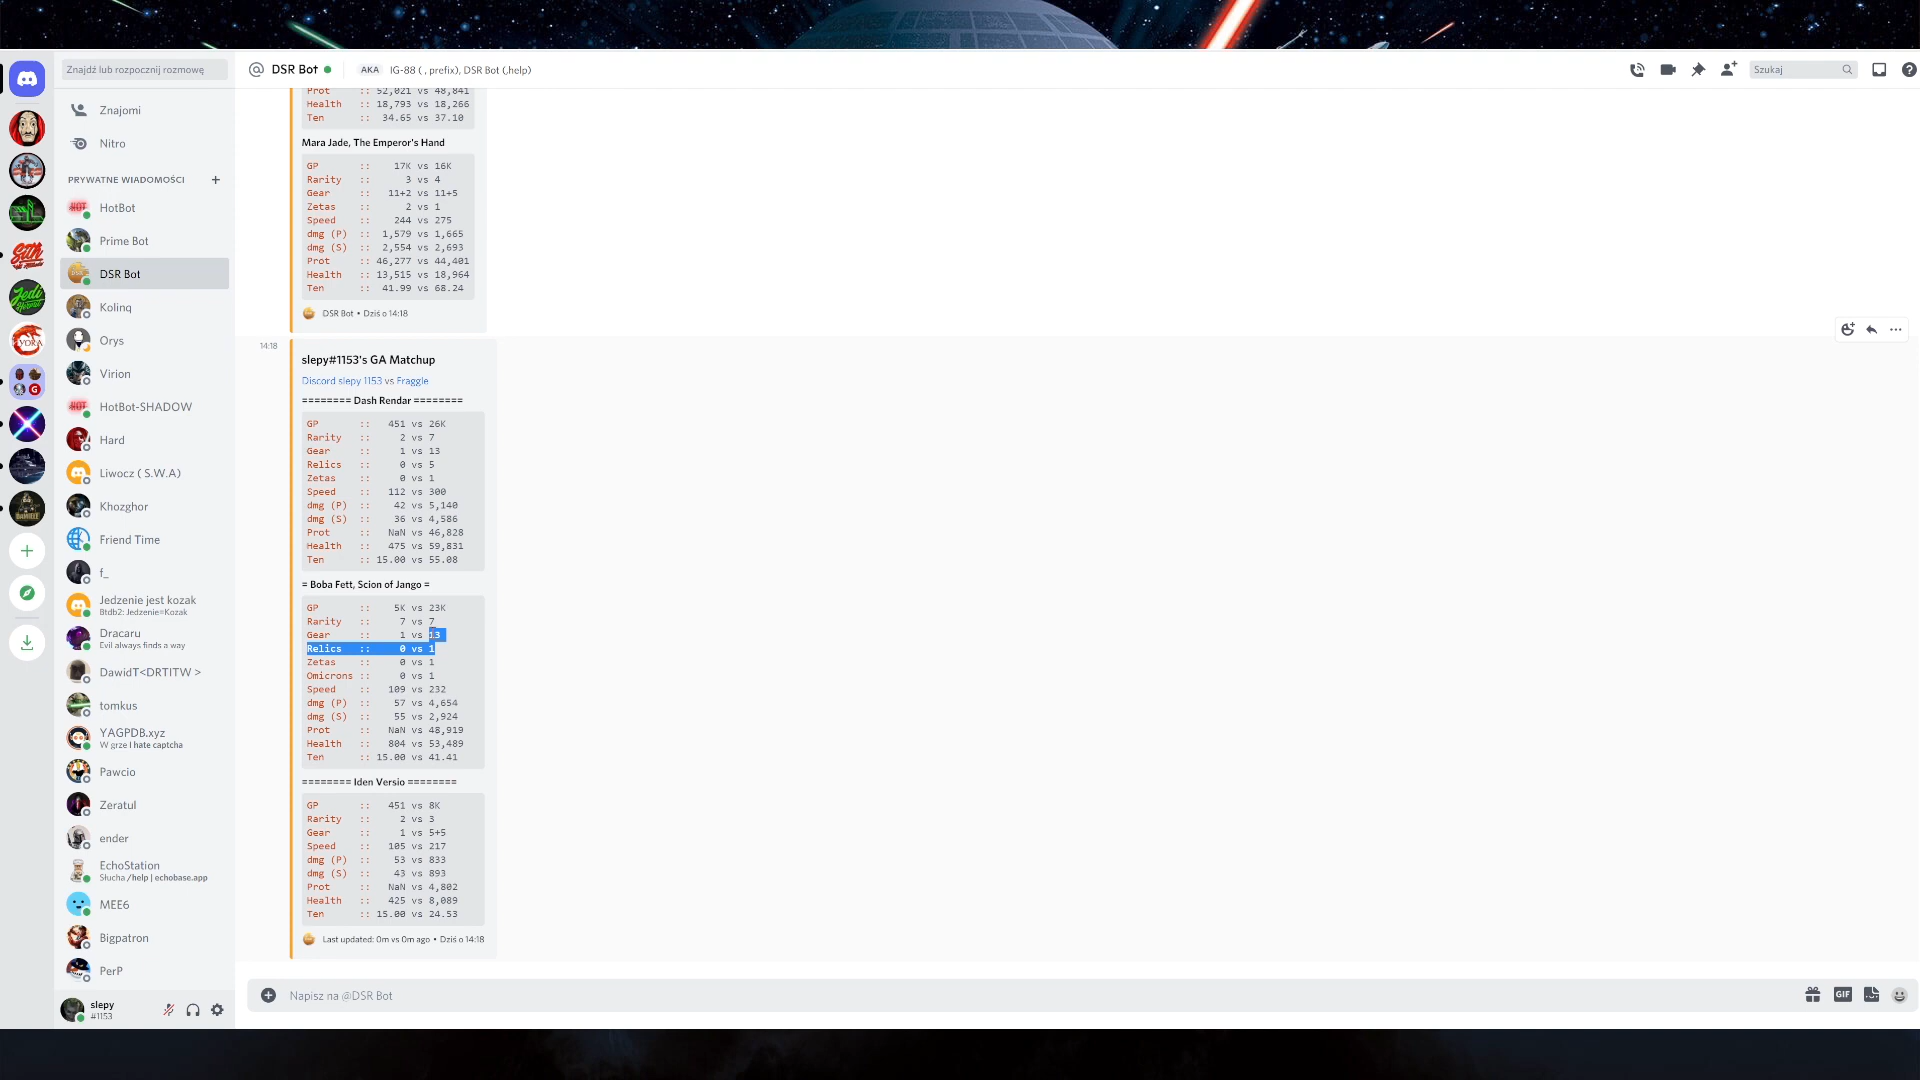 Znajdź lub rozpocznij rozmowę
Znajomi
Nitro
PRYWATNE WIADOMOŚCI
HotBot
Prime Bot
DSR Bot
Kolinq
Orys
Virion
HotBot-SHADOW
Hard
Liwocz ( S.W.A)
Khozghor
Friend Time
f_
Jedzenie jest kozak
Btdb2: Jedzenie=Kozak
Dracaru
Evil always finds a way
DawidT<DRTITW >
tomkus
YAGPDB.xyz
W grze I hate captcha
Pawcio
Zeratul
ender
EchoStation
Słucha /help | echobase.app
MEE6
Bigpatron
PerP
slepy
#1153
DSR Bot AKA IG-88 ( , prefix), DSR Bot (,help)
Szukaj
Prot :: 52,021 vs 48,841
Health :: 18,793 vs 18,266
Ten :: 34.65 vs 37.10
Mara Jade, The Emperor's Hand
GP :: 17K vs 16K
Rarity :: 3 vs 4
Gear :: 11+2 vs 11+5
Zetas :: 2 vs 1
Speed :: 244 vs 275
dmg (P) :: 1,579 vs 1,665
dmg (S) :: 2,554 vs 2,693
Prot :: 46,277 vs 44,401
Health :: 13,515 vs 18,964
Ten :: 41.99 vs 68.24
DSR Bot • Dziś o 14:18
14:18
slepy#1153's GA Matchup
Discord slepy 1153 vs Fraggle
======== Dash Rendar ========
GP :: 451 vs 26K
Rarity :: 2 vs 7
Gear :: 1 vs 13
Relics :: 0 vs 5
Zetas :: 0 vs 1
Speed :: 112 vs 300
dmg (P) :: 42 vs 5,140
dmg (S) :: 36 vs 4,586
Prot :: NaN vs 46,828
Health :: 475 vs 59,831
Ten :: 15.00 vs 55.08
= Boba Fett, Scion of Jango =
GP :: 5K vs 23K
Rarity :: 7 vs 7
Gear :: 1 vs 13
Relics :: 0 vs 1
Zetas :: 0 vs 1
Omicrons :: 0 vs 1
Speed :: 109 vs 232
dmg (P) :: 57 vs 4,654
dmg (S) :: 55 vs 2,924
Prot :: NaN vs 48,919
Health :: 804 vs 53,489
Ten :: 15.00 vs 41.41
======== Iden Versio ========
GP :: 451 vs 8K
Rarity :: 2 vs 3
Gear :: 1 vs 5+5
Speed :: 105 vs 217
dmg (P) :: 53 vs 833
dmg (S) :: 43 vs 893
Prot :: NaN vs 4,802
Health :: 425 vs 8,089
Ten :: 15.00 vs 24.53
Last updated: 0m vs 0m ago • Dziś o 14:18
Napisz na @DSR Bot
GIF